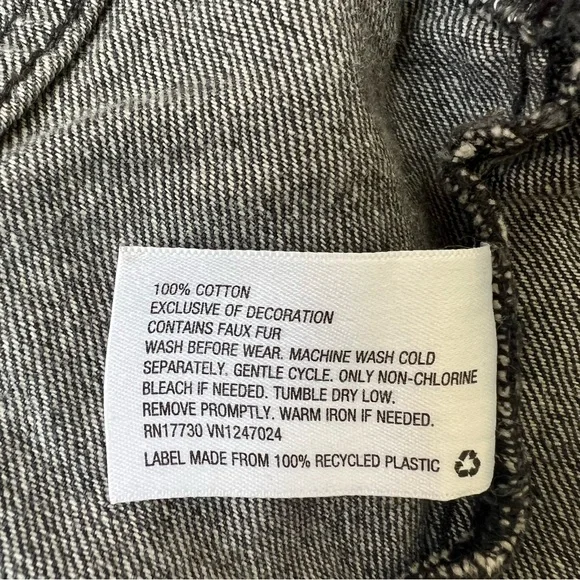 100% COTTON
EXCLUSIVE OF DECORATION
CONTAINS FAUX FUR
WASH BEFORE WEAR. MACHINE WASH COLD
SEPARATELY. GENTLE CYCLE. ONLY NON-CHLORINE
BLEACH IF NEEDED. TUMBLE DRY LOW.
REMOVE PROMPTLY. WARM IRON IF NEEDED.
RN17730 VN1247024
LABEL MADE FROM 100% RECYCLED PLASTIC